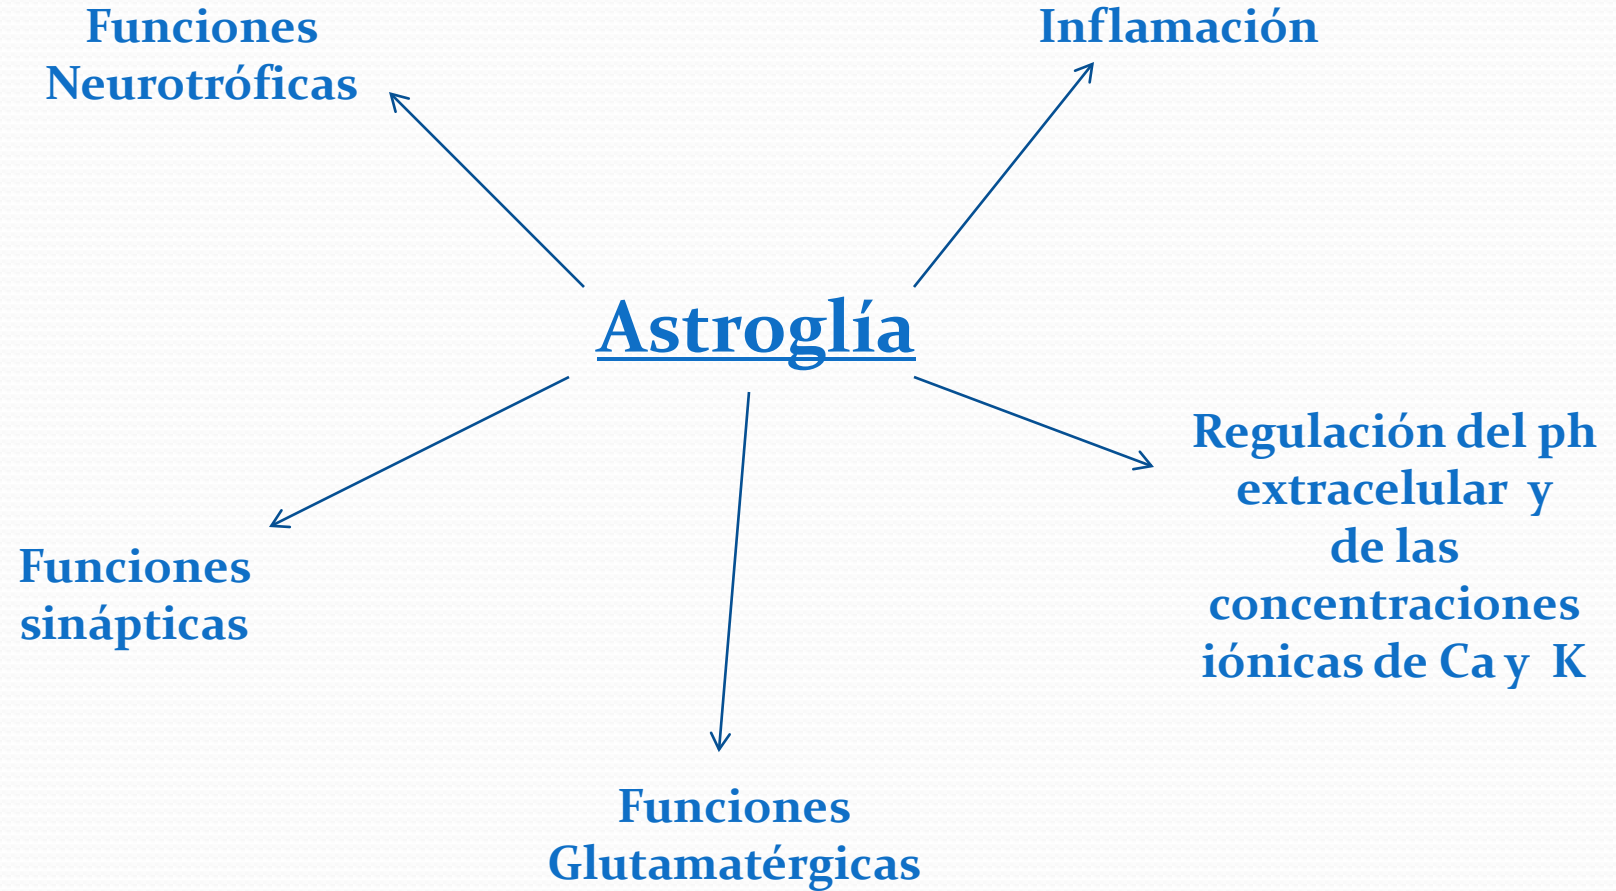 Funciones
Neurotróficas
Inflamación
Astroglía
Regulación del ph
extracelular y
de las
concentraciones
iónicas de Ca y K
Funciones
sinápticas
Funciones
Glutamatérgicas